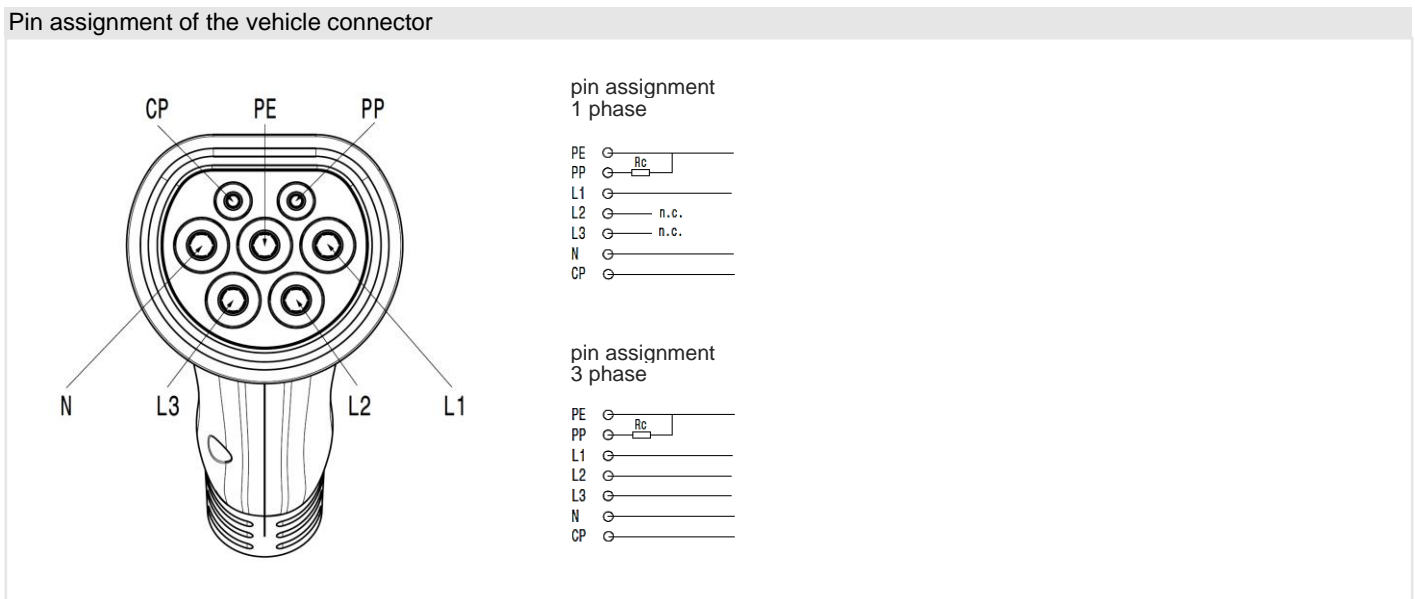 Pin assignment of the vehicle connector
CP PE PP
N L3 L2 L1
pin assignment
1 phase
PE
Rc
PP
L1
L2 n.c.
L3 n.c.
N
CP
pin assignment
3 phase
PE
Rc
PP
L1
L2
L3
N
CP